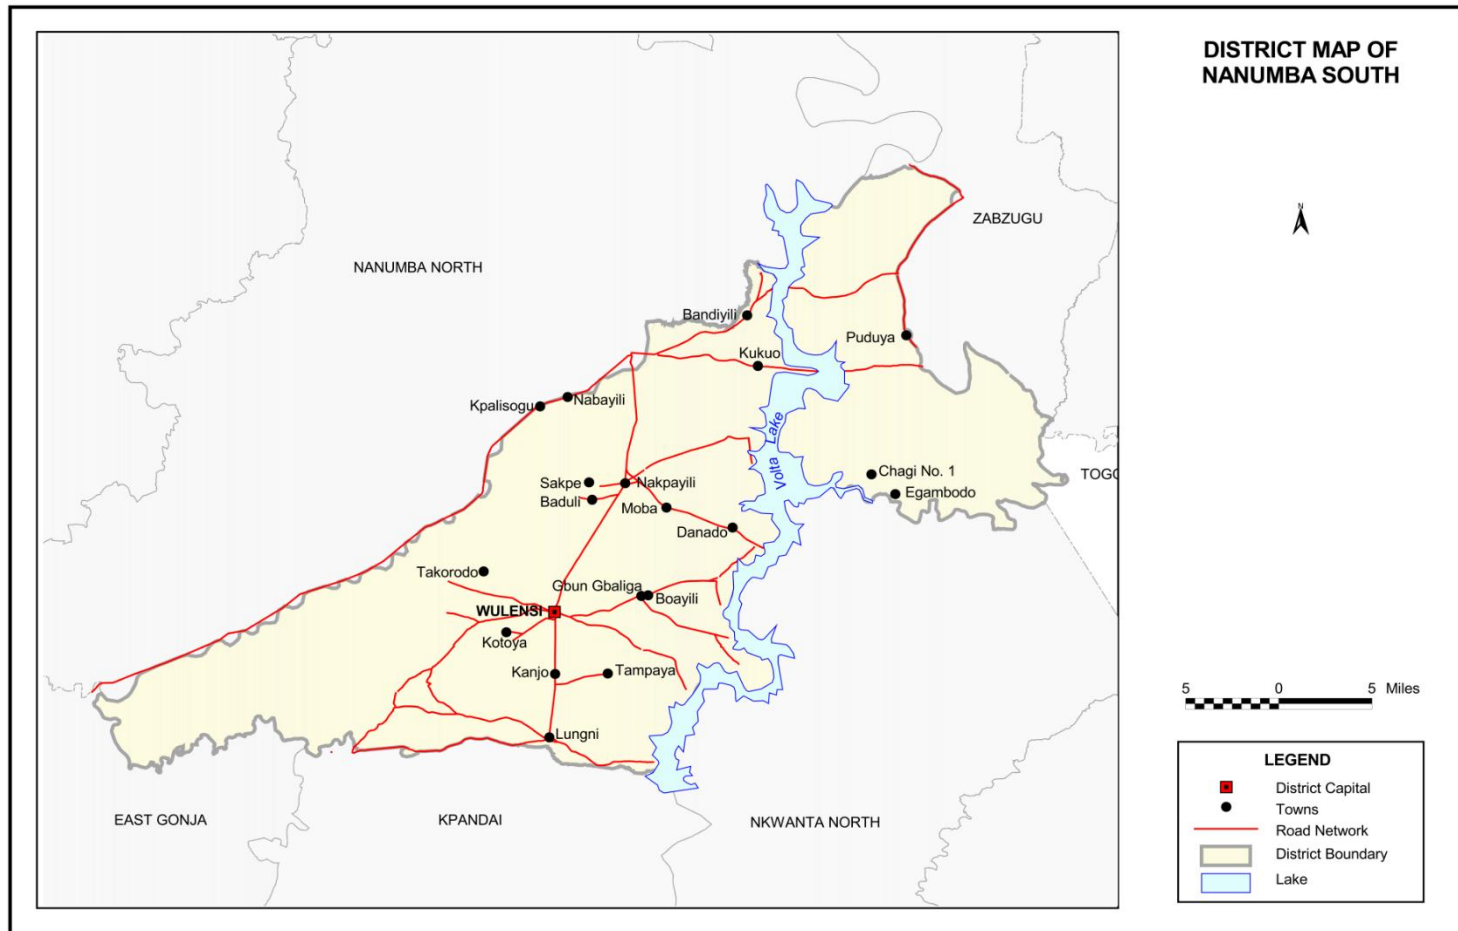 DISTRICT MAP OF
NANUMBA SOUTH
N
ZABZUGU
NANUMBA NORTH
Bandiyili
Puduya
Kukuo
Nabayili
Kpalisogu
Volta Lake
TOGO
Chagi No. 1
Sakpe
Nakpayili
Egambodo
Baduli
Moba
Danado
Takorodo
Gbun Gbaliga
Boayili
WULENSI
Kotoya
Kanjo
Tampaya
Lungni
5 0 5 Miles
EAST GONJA
KPANDAI
NKWANTA NORTH
LEGEND
District Capital
Towns
Road Network
District Boundary
Lake